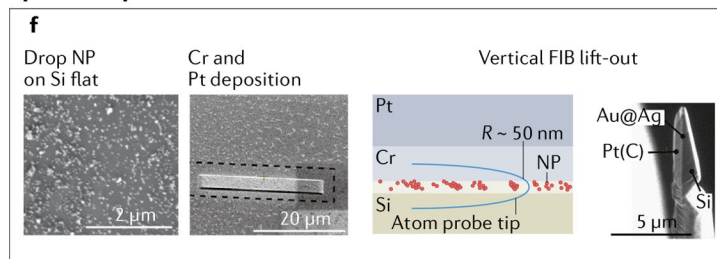 f
Drop NP
on Si flat
Cr and
Pt deposition
Vertical FIB lift-out
2 µm
20 µm
Pt
R ~ 50 nm
Cr
NP
Si
Atom probe tip
Au@Ag
Pt(C)
Si
5 µm